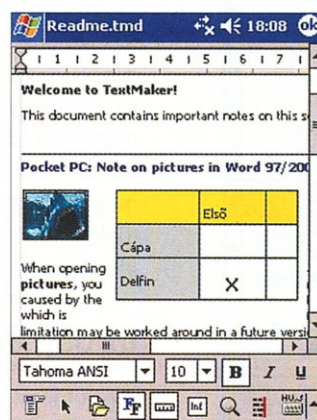 Readme.tmd 18:08 ok
1 1 2 1 3 1 4 1 5 1 6 1 7 1
Welcome to TextMaker!
This document contains important notes on this s
Pocket PC: Note on pictures in Word 97/200
Első
Cápa
Delfin X
When opening
pictures, you
caused by the
which is
limitation may be worked around in a future versi
Tahoma ANSI 10 B I U
FF Inf HU